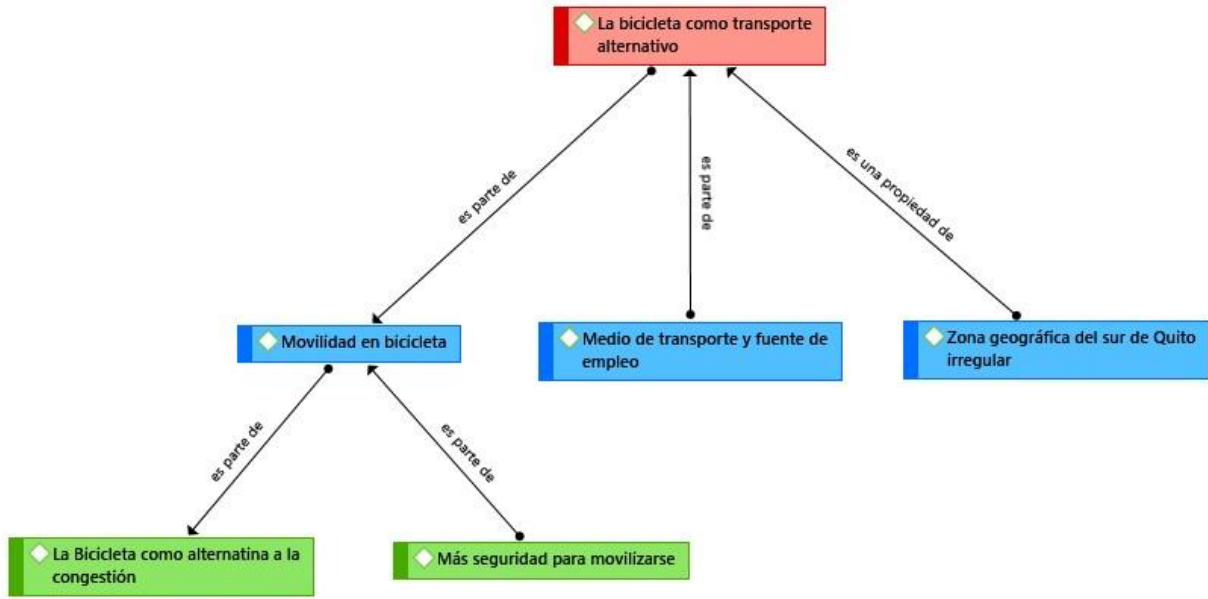 La bicicleta como transporte
alternativo
es parte de
es parte de
es una propiedad de
Movilidad en bicicleta
Medio de transporte y fuente de
empleo
Zona geográfica del sur de Quito
irregular
es parte de
es parte de
La Bicicleta como alternatina a la
congestión
Más seguridad para movilizarse